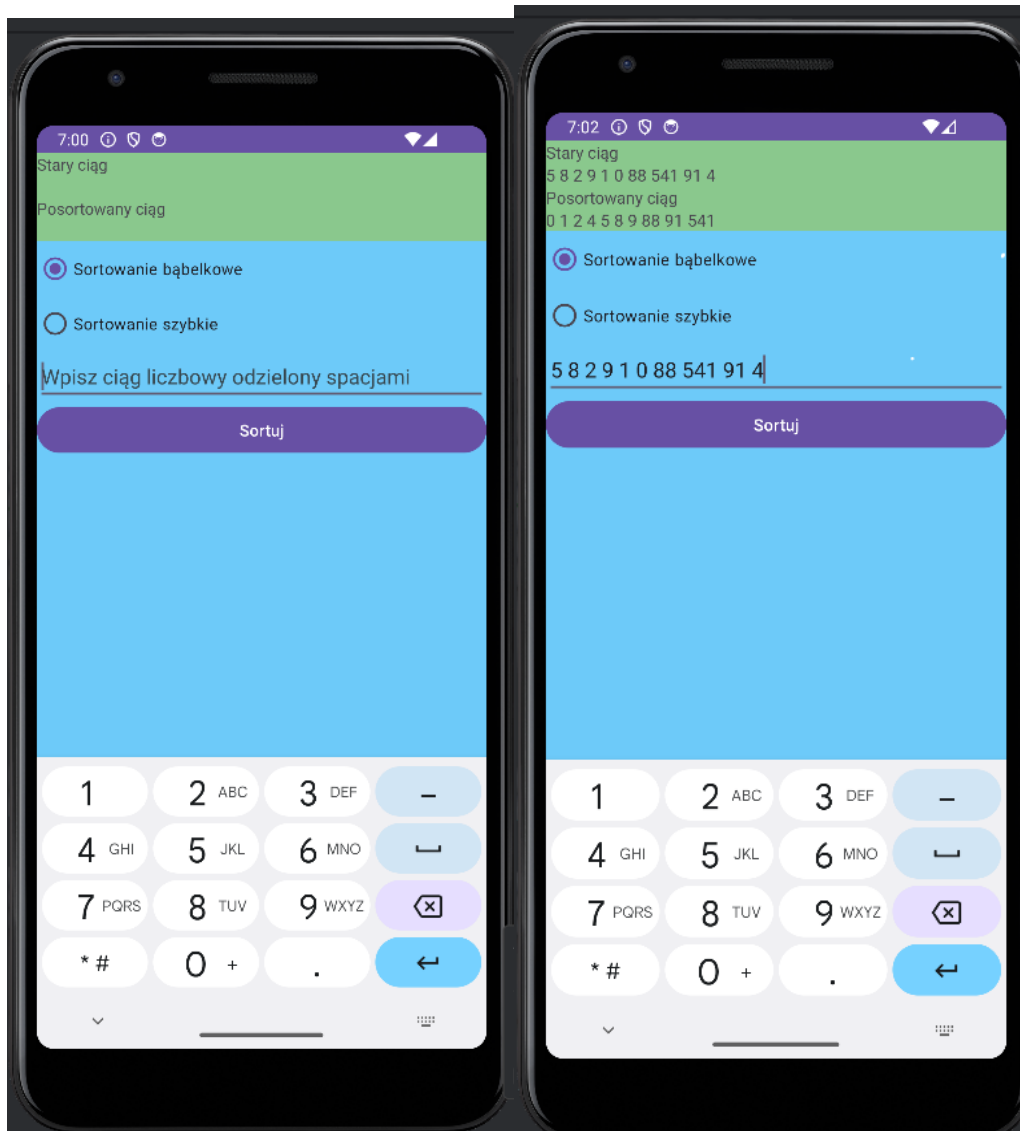 7:00
Stary ciąg
Posortowany ciąg
Sortowanie bąbelkowe
Sortowanie szybkie
Wpisz ciąg liczbowy odzielony spacjami
Sortuj
1 2 ABC 3 DEF –
4 GHI 5 JKL 6 MNO
7 PQRS 8 TUV 9 WXYZ
* # 0 + .
7:02
Stary ciąg
5 8 2 9 1 0 88 541 91 4
Posortowany ciąg
0 1 2 4 5 8 9 88 91 541
Sortowanie bąbelkowe
Sortowanie szybkie
5 8 2 9 1 0 88 541 91 4
Sortuj
1 2 ABC 3 DEF –
4 GHI 5 JKL 6 MNO
7 PQRS 8 TUV 9 WXYZ
* # 0 + .